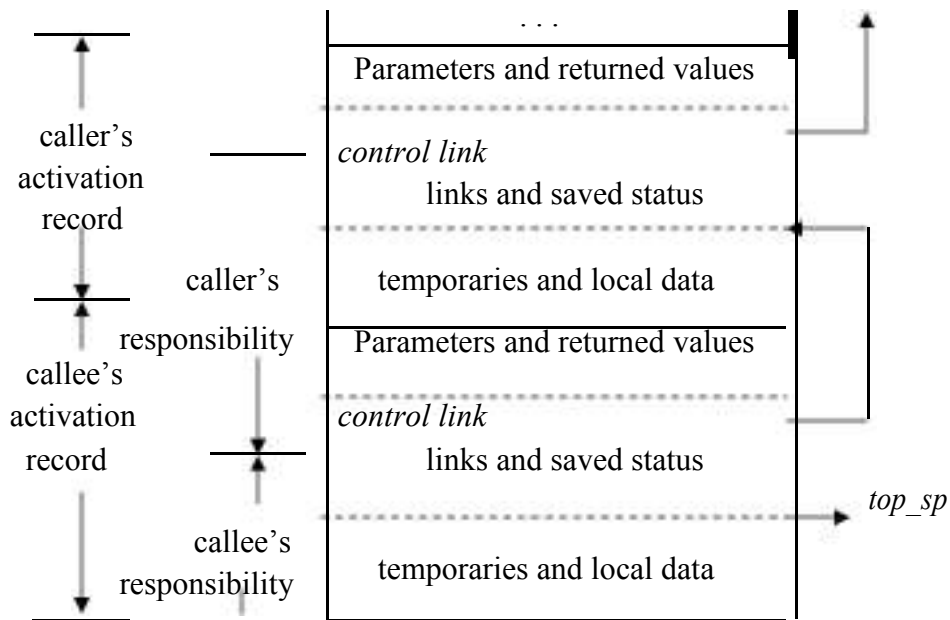 . . .
Parameters and returned values
caller’s
activation
record
control link
links and saved status
caller’s
responsibility
temporaries and local data
Parameters and returned values
callee’s
activation
record
control link
links and saved status
top_sp
callee’s
responsibility
temporaries and local data